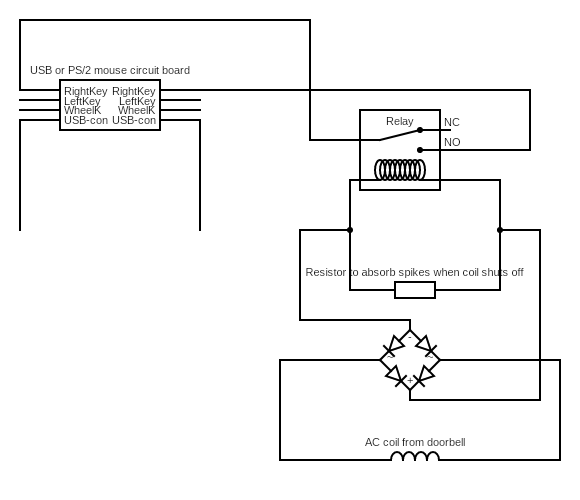 USB or PS/2 mouse circuit board
RightKey RightKey
LeftKey LeftKey
WheelK WheelK
USB-con USB-con
Relay
NC
NO
Resistor to absorb spikes when coil shuts off
-
~ ~
+
AC coil from doorbell